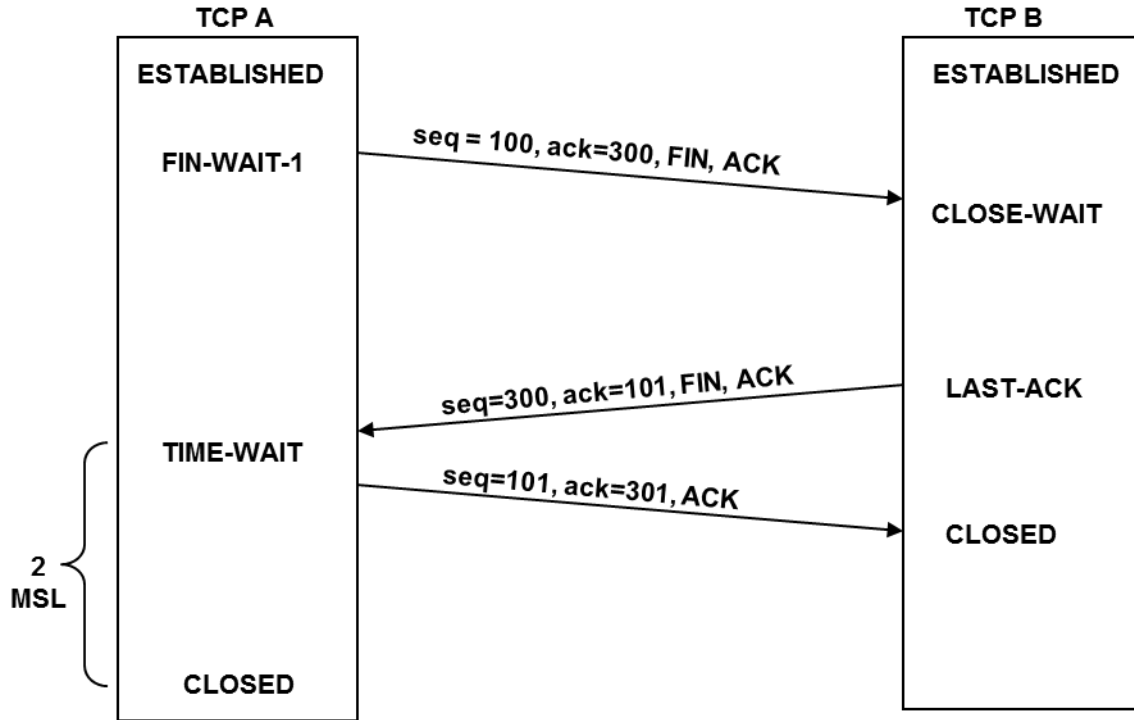 TCP A
TCP B
ESTABLISHED
ESTABLISHED
seq = 100, ack=300, FIN, ACK
FIN-WAIT-1
CLOSE-WAIT
seq=300, ack=101, FIN, ACK
LAST-ACK
TIME-WAIT
seq=101, ack=301, ACK
CLOSED
2
MSL
CLOSED